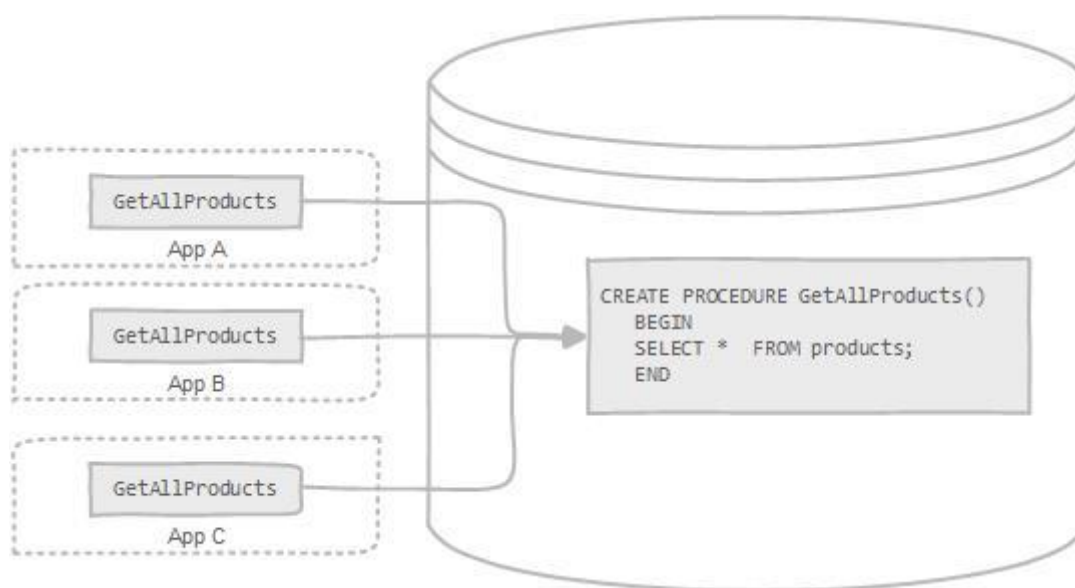 GetAllProducts
App A
GetAllProducts
App B
GetAllProducts
App C
CREATE PROCEDURE GetAllProducts()
BEGIN
SELECT *  FROM products;
END